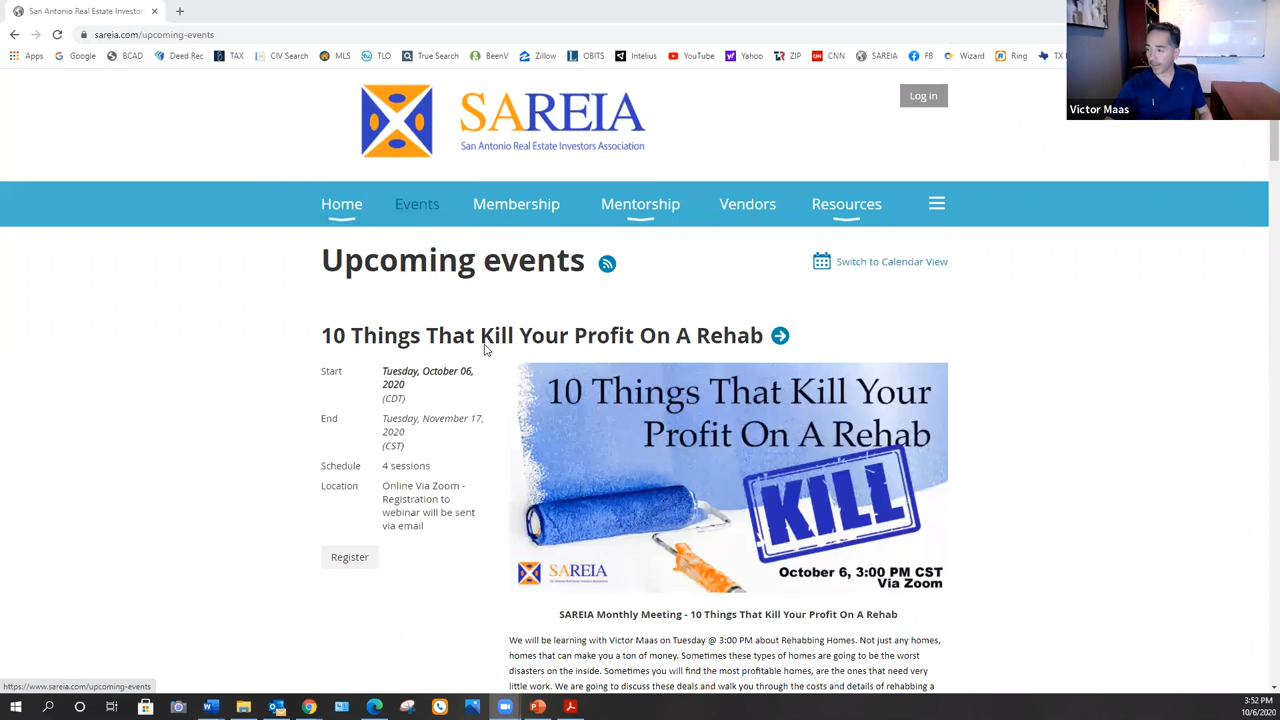 San Antonio Real Estate Investors
sareia.com/upcoming-events
Apps Google BCAD Deed Rec TAX CIV Search MLS TLO True Search BeenV Zillow OBITS Intelius YouTube Yahoo ZIP CNN SAREIA FB Wizard Ring TX
Victor Maas
SAREIA
San Antonio Real Estate Investors Association
Log in
Home Events Membership Mentorship Vendors Resources
Upcoming events
Switch to Calendar View
10 Things That Kill Your Profit On A Rehab
Start
Tuesday, October 06,
2020
(CDT)
End
Tuesday, November 17,
2020
(CST)
Schedule
4 sessions
Location
Online Via Zoom -
Registration to
webinar will be sent
via email
Register
10 Things That Kill Your
Profit On A Rehab
KILL
SAREIA
October 6, 3:00 PM CST
Via Zoom
SAREIA Monthly Meeting - 10 Things That Kill Your Profit On A Rehab
We will be learning with Victor Maas on Tuesday @ 3:00 PM about Rehabbing Homes. Not just any homes,
homes that can make you a ton of money. Sometimes these types of homes are going to be the worst
disasters on the inside. Sometimes you will find the most profitable homes, are the ones that need very
little work. We are going to discuss these deals and walk you through the costs and details of rehabbing a
https://www.sareia.com/upcoming-events
3:52 PM
10/6/2020